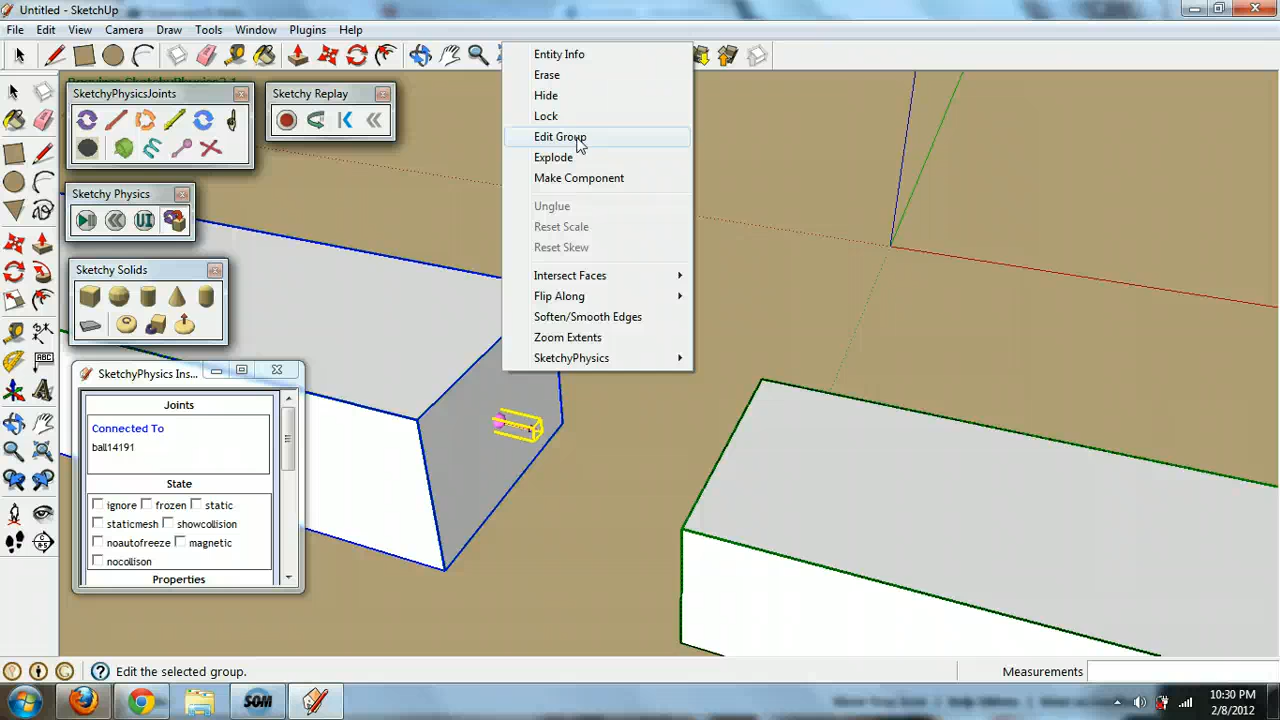 Untitled - SketchUp
File Edit View Camera Draw Tools Window Plugins Help
SketchyPhysicsJoints
Sketchy Replay
Sketchy Physics
Sketchy Solids
Entity Info
Erase
Hide
Lock
Edit Group
Explode
Make Component
Unglue
Reset Scale
Reset Skew
Intersect Faces
Flip Along
Soften/Smooth Edges
Zoom Extents
SketchyPhysics
UI
ABC
SketchyPhysics Ins...
Joints
Connected To
ball14191
State
ignore frozen static
staticmesh showcollision
noautofreeze magnetic
nocollison
Properties
Edit the selected group.
Measurements
SOM
10:30 PM
2/8/2012